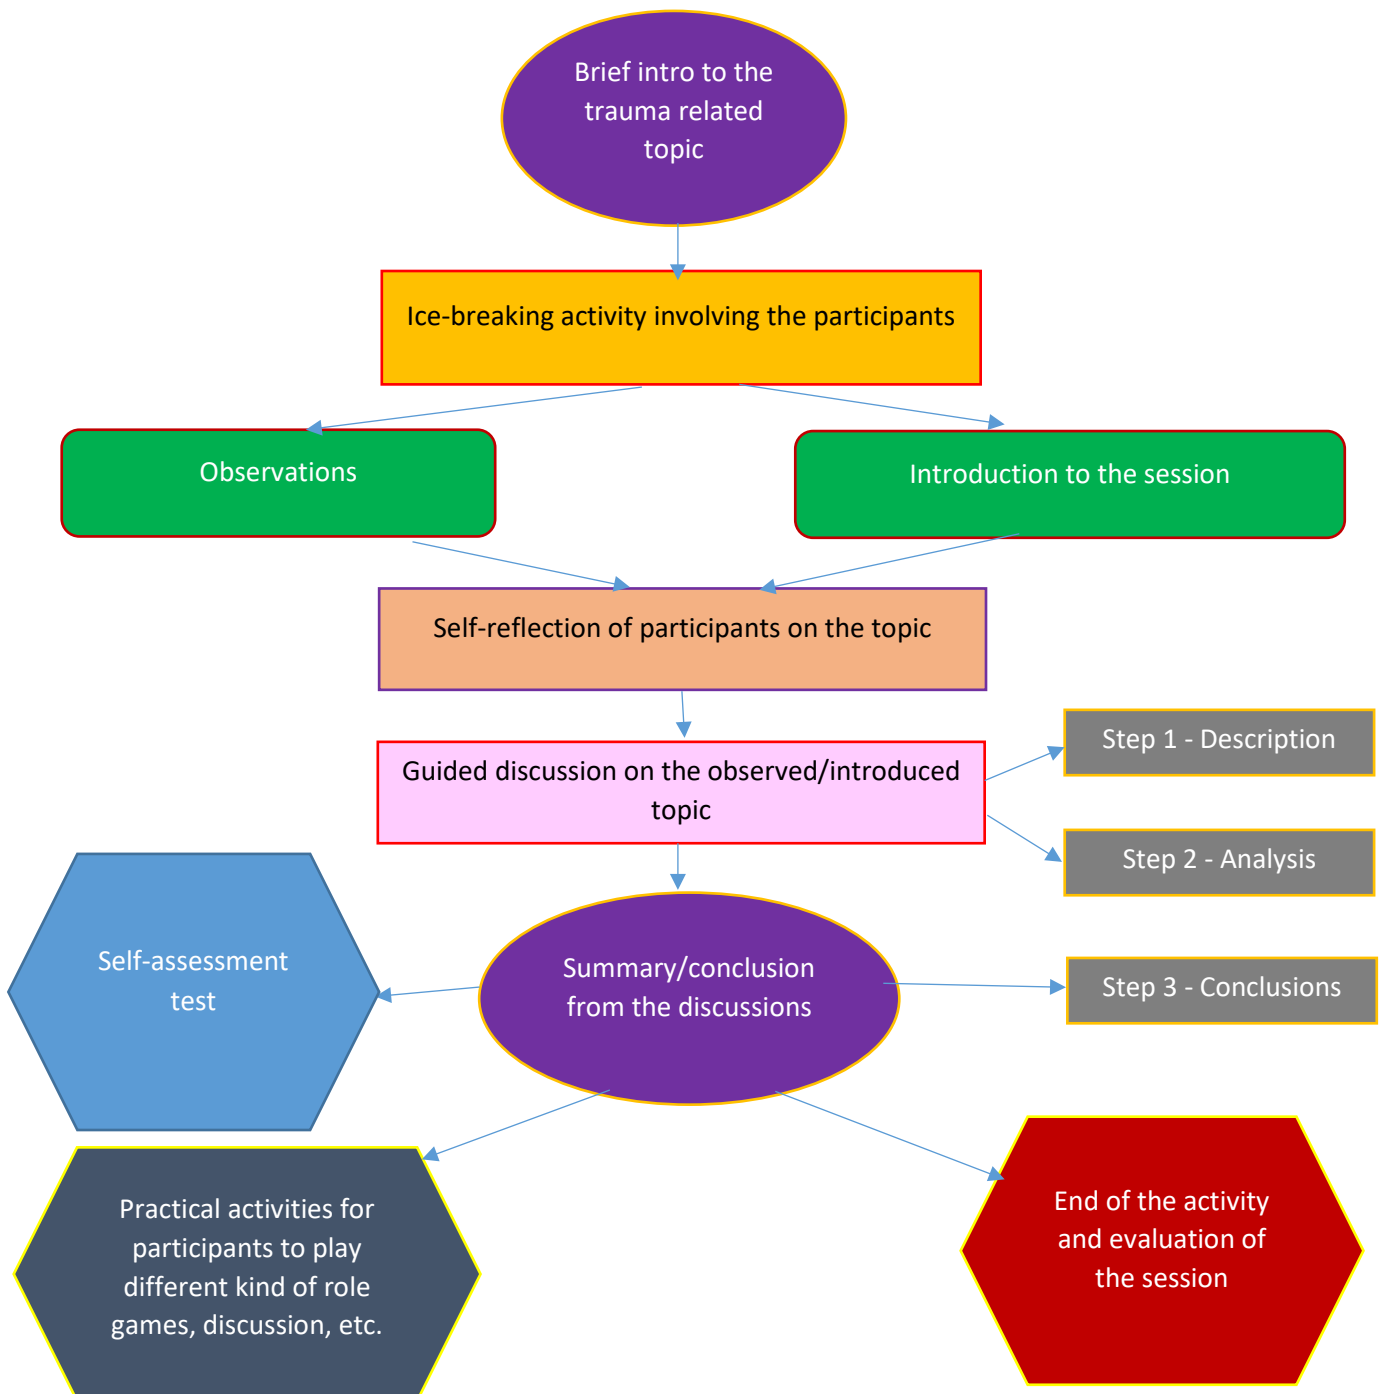 Brief intro to the
trauma related
topic
Ice-breaking activity involving the participants
Observations
Introduction to the session
Self-reflection of participants on the topic
Guided discussion on the observed/introduced
topic
Step 1 - Description
Step 2 - Analysis
Self-assessment
test
Summary/conclusion
from the discussions
Step 3 - Conclusions
Practical activities for
participants to play
different kind of role
games, discussion, etc.
End of the activity
and evaluation of
the session